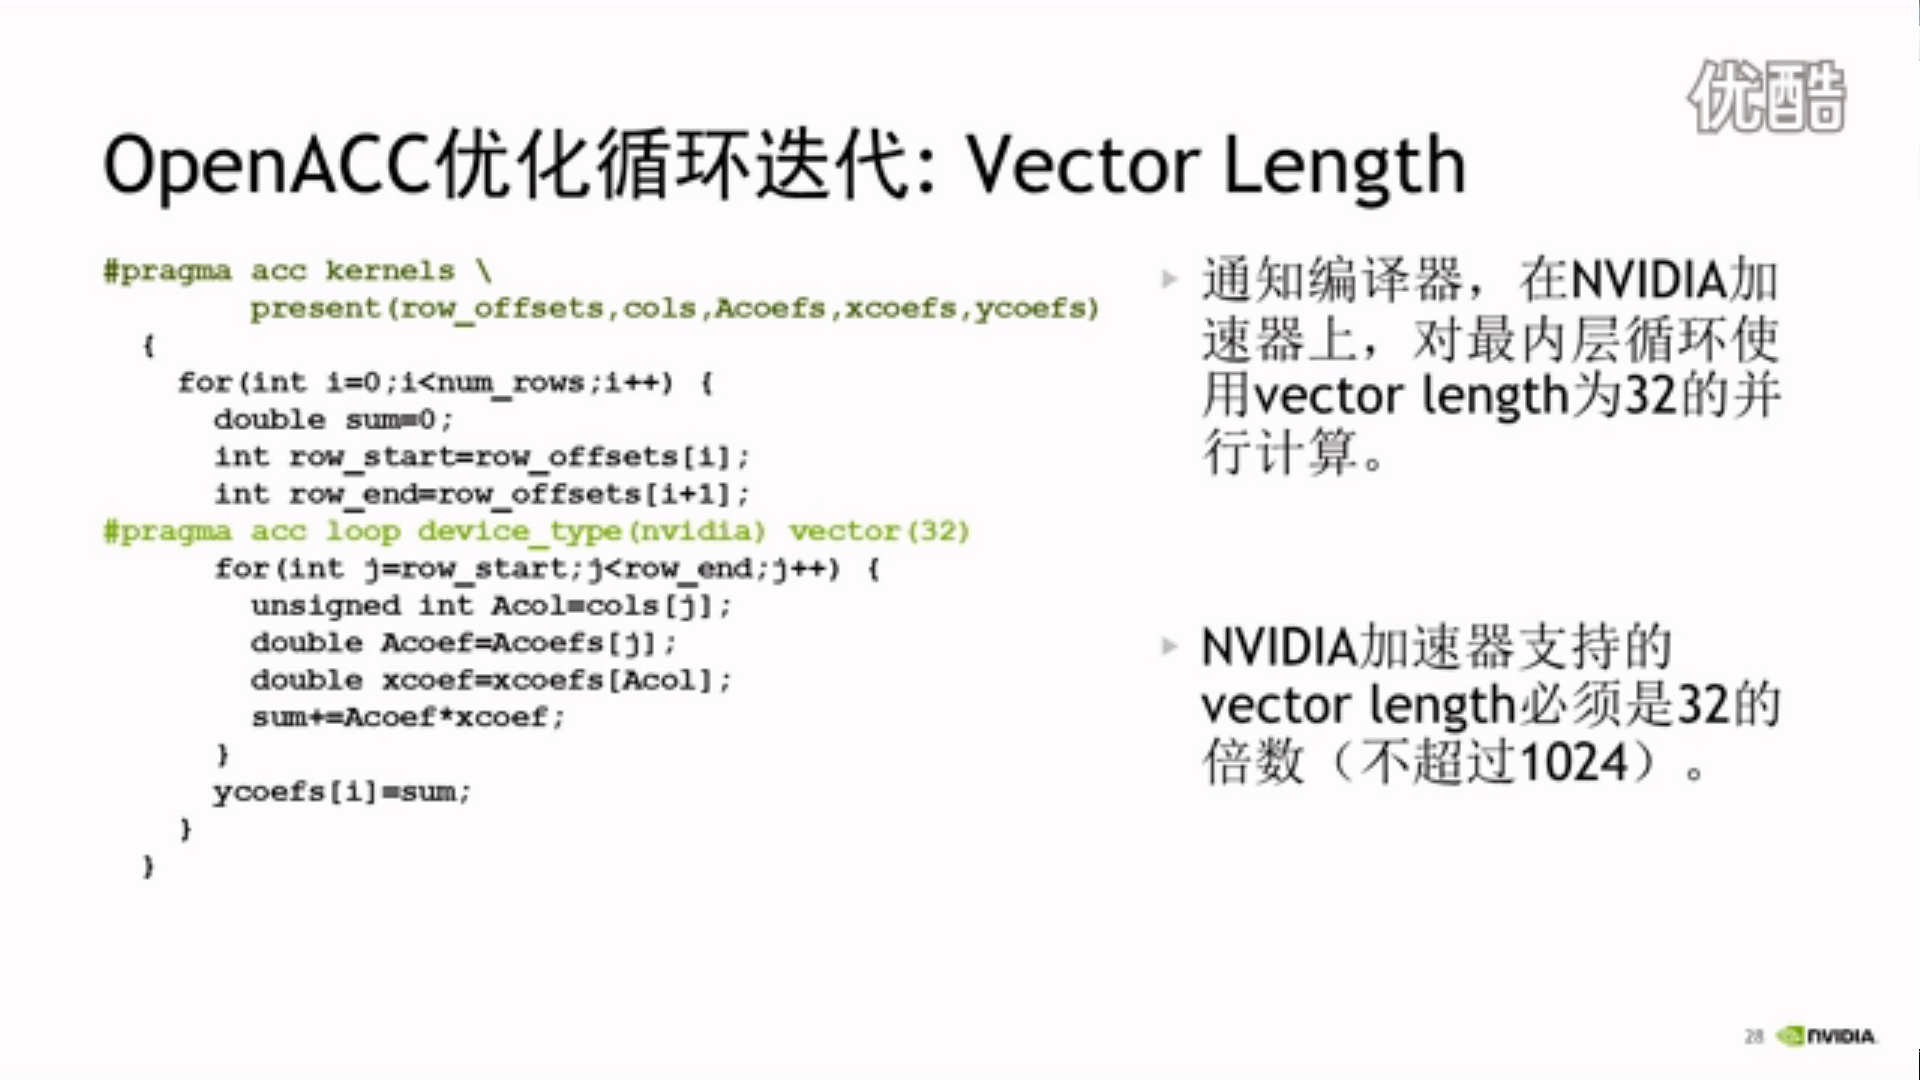 优酷
OpenACC优化循环迭代: Vector Length
#pragma acc kernels \
present(row_offsets,cols,Acoefs,xcoefs,ycoefs)
{
for(int i=0;i<num_rows;i++) {
double sum=0;
int row_start=row_offsets[i];
int row_end=row_offsets[i+1];
#pragma acc loop device_type(nvidia) vector(32)
for(int j=row_start;j<row_end;j++) {
unsigned int Acol=cols[j];
double Acoef=Acoefs[j];
double xcoef=xcoefs[Acol];
sum+=Acoef*xcoef;
}
ycoefs[i]=sum;
}
}
通知编译器，在NVIDIA加
速器上，对最内层循环使
用vector length为32的并
行计算。
NVIDIA加速器支持的
vector length必须是32的
倍数（不超过1024）。
28 NVIDIA.